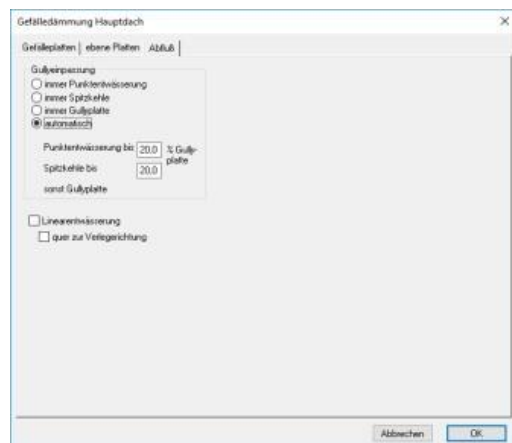 Gefälledämmung Hauptdach
Gefälleplatten
ebene Platten
Abfluß
Gullyeinpassung
immer Punktentwässerung
immer Spitzkehle
immer Gullyplatte
automatisch
Punktentwässerung bis 20.0 % Gully-
platte
Spitzkehle bis 20.0
sonst Gullyplatte
Linearentwässerung
quer zur Verlegerichtung
Abbrechen
OK